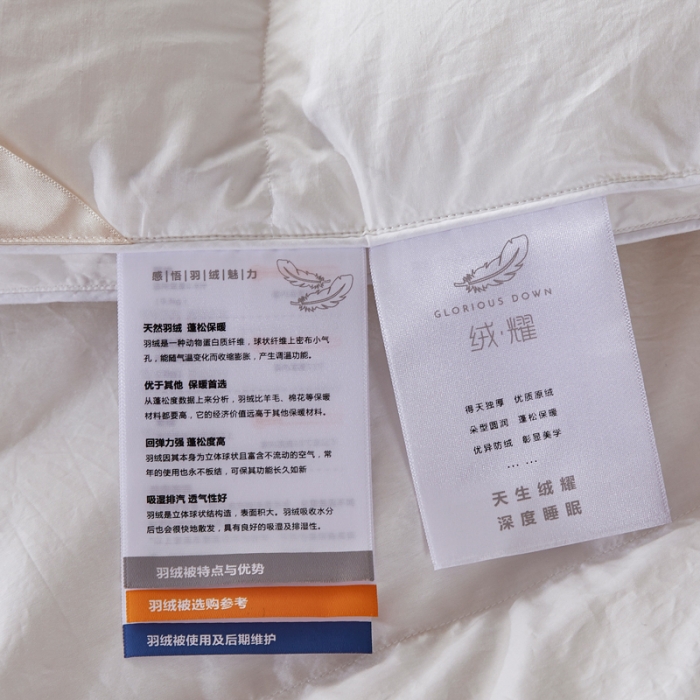 感|悟|羽|绒|魅|力
天然羽绒 蓬松保暖
羽绒是一种动物蛋白质纤维，球状纤维上密布小气
孔，能随气温变化而收缩膨胀，产生调温功能。
优于其他 保暖首选
从蓬松度数据上来分析，羽绒比羊毛、棉花等保暖
材料都要高，它的经济价值远高于其他保暖材料。
回弹力强 蓬松度高
羽绒因其本身为立体球状且富含不流动的空气，常
年的使用也永不板结，可保其功能长久如新
吸湿排汽 透气性好
羽绒是立体球状结构造，表面积大。羽绒吸收水分
后也会很快地散发，具有良好的吸湿及排湿性。
羽绒被特点与优势
羽绒被选购参考
羽绒被使用及后期维护
GLORIOUS DOWN
绒·耀
得天独厚 优质原绒
朵型圆润 蓬松保暖
优异防绒 彰显美学
... ...
天生绒耀
深度睡眠